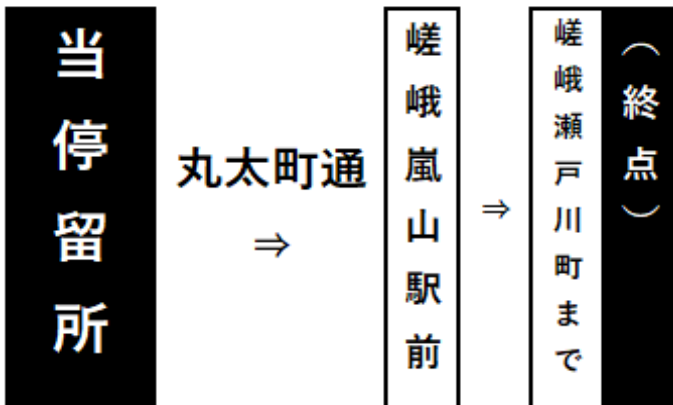 当停留所
丸太町通
⇒
嵯峨嵐山駅前
⇒
嵯峨瀬戸川町まで
（終点）